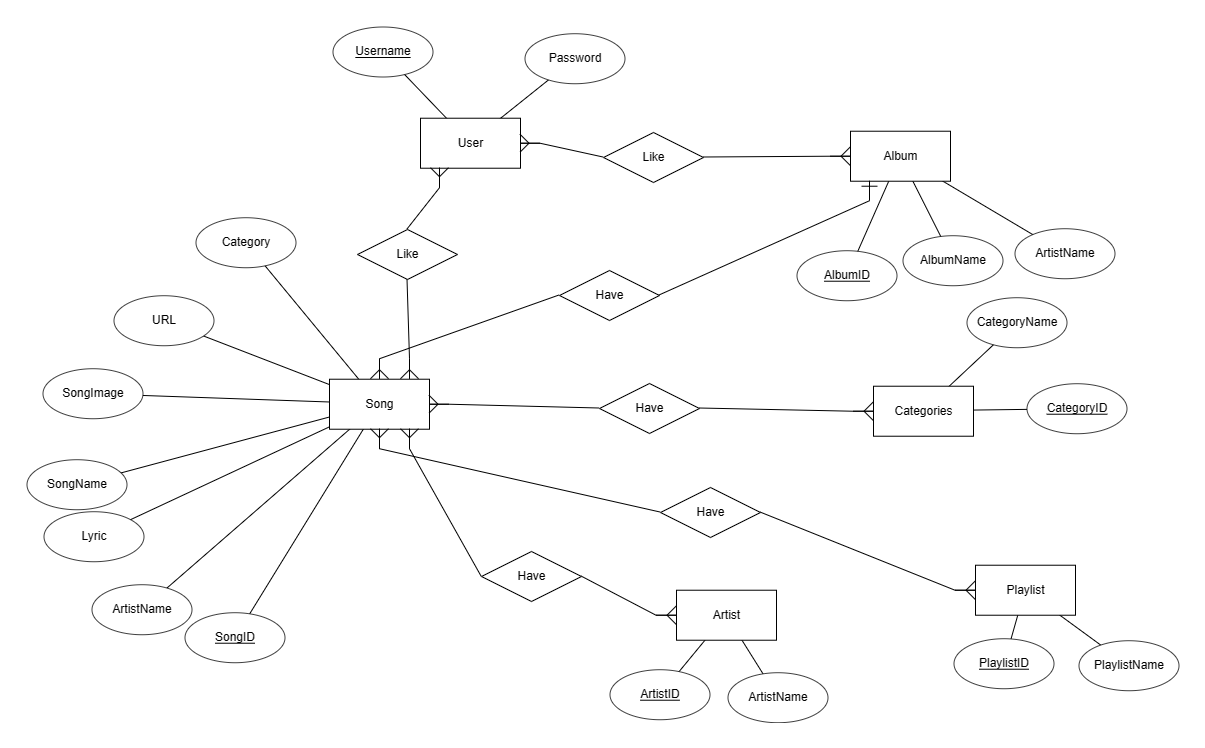 Username
Password
User
Like
Album
Category
Like
ArtistName
AlbumName
AlbumID
Have
URL
CategoryName
SongImage
Song
Have
Categories
CategoryID
SongName
Have
Lyric
Have
Playlist
ArtistName
Artist
SongID
PlaylistID
PlaylistName
ArtistID
ArtistName